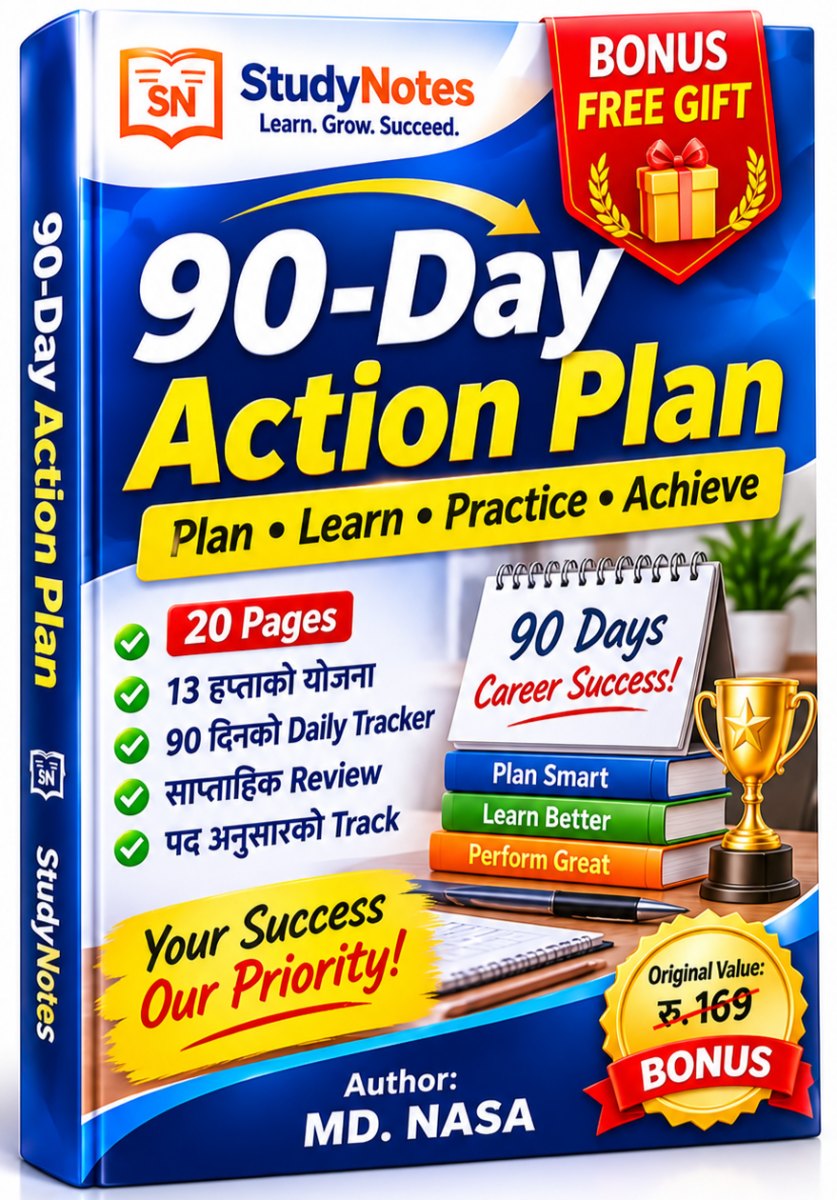 SN
StudyNotes
Learn. Grow. Succeed.
BONUS
FREE GIFT
90-Day
Action Plan
Plan • Learn • Practice • Achieve
20 Pages
13 हप्ताको योजना
90 दिनको Daily Tracker
साप्ताहिक Review
पद अनुसारको Track
90 Days
Career Success!
Plan Smart
Learn Better
Perform Great
Your Success
Our Priority!
Original Value:
रु. 169
BONUS
Author:
MD. NASA
90-Day Action Plan
SN
StudyNotes